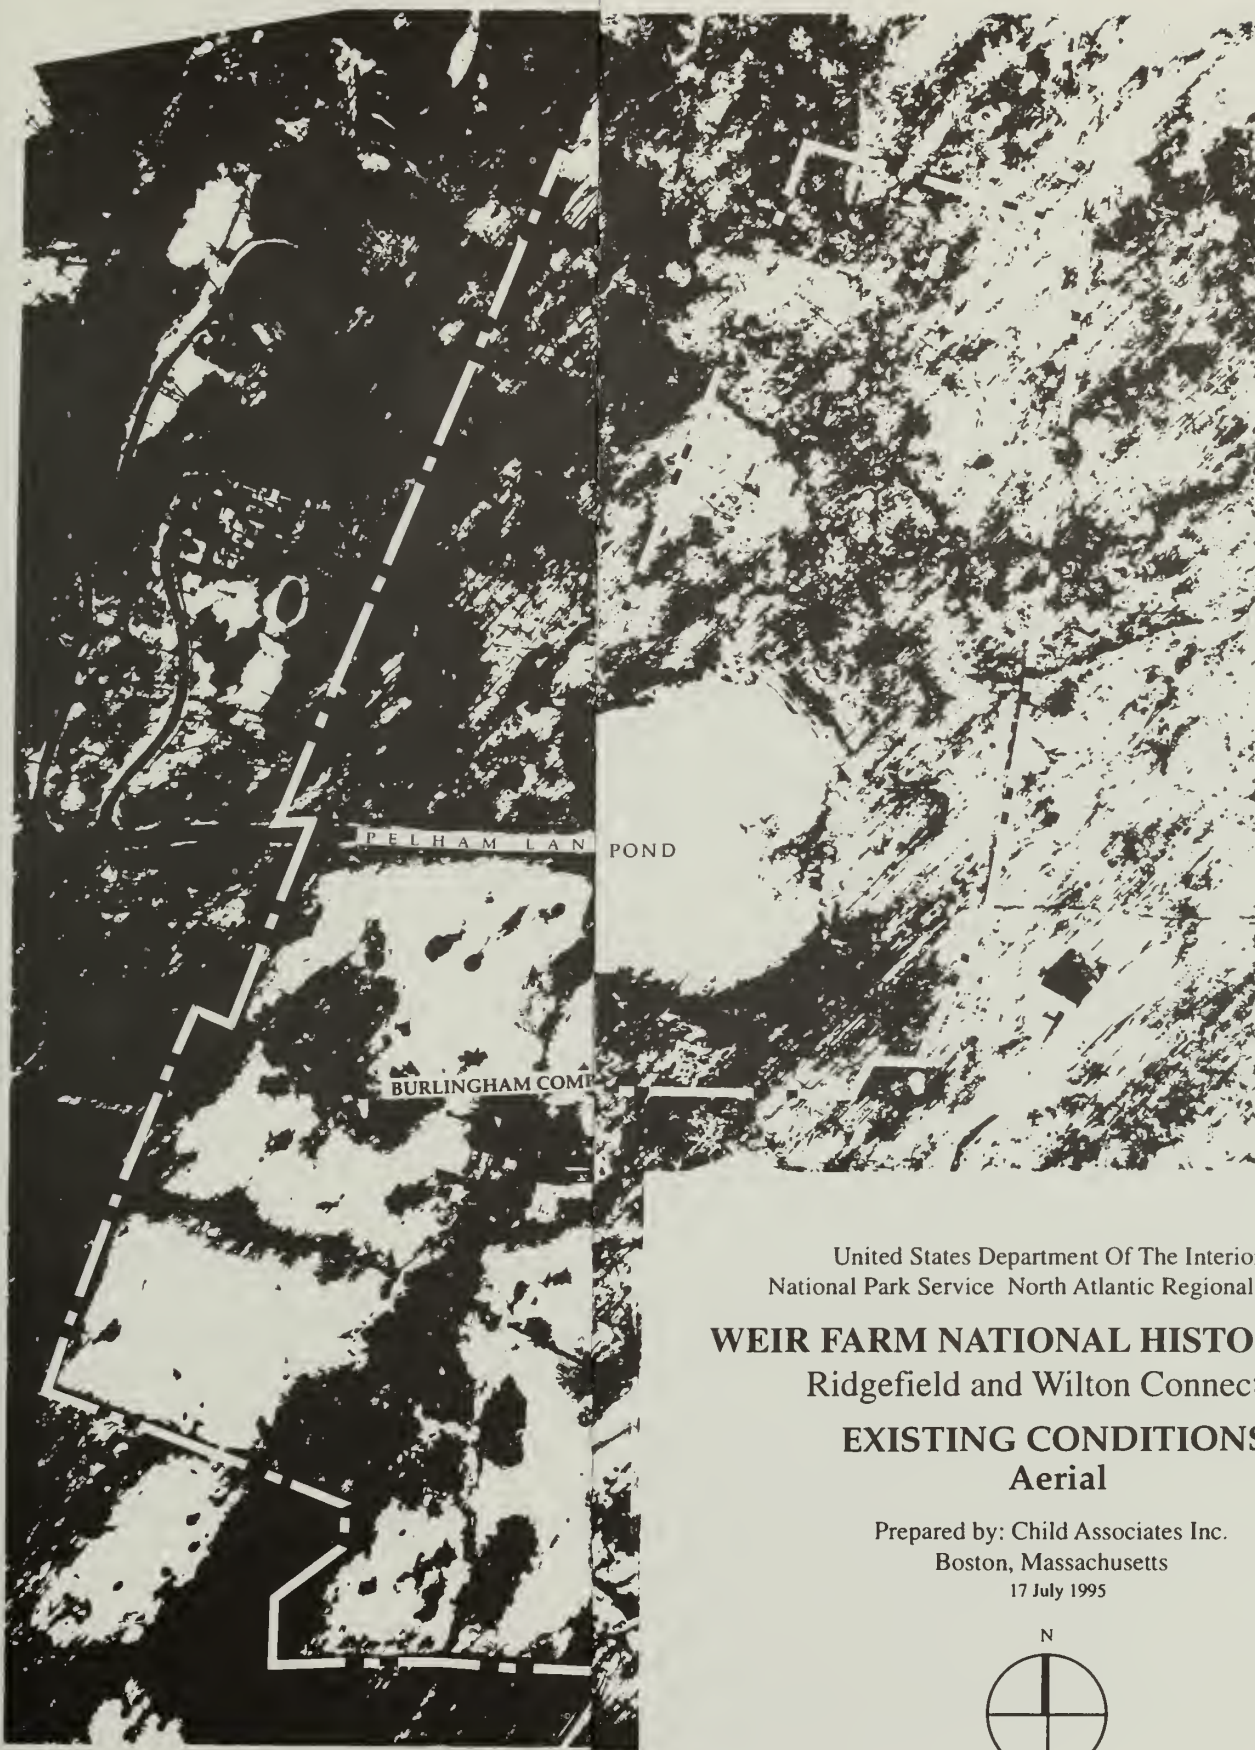 PELHAM LAN
POND
BURLINGHAM COM
United States Department Of The Interio
National Park Service North Atlantic Regional
WEIR FARM NATIONAL HISTO
Ridgefield and Wilton Connec
EXISTING CONDITIONS
Aerial
Prepared by: Child Associates Inc.
Boston, Massachusetts
17 July 1995
N